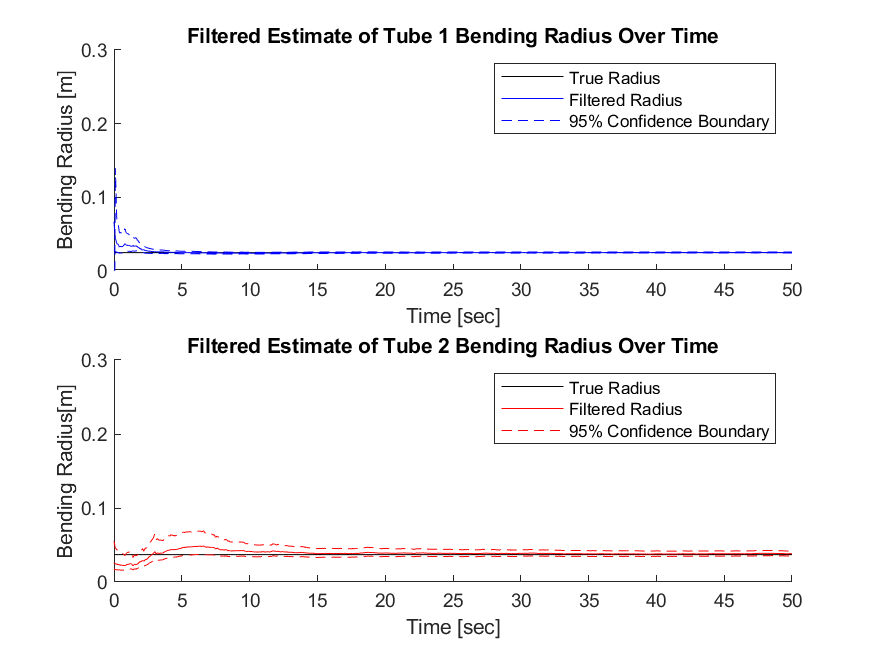 Filtered Estimate of Tube 1 Bending Radius Over Time
0.3
0.2
0.1
0
Bending Radius [m]
True Radius
Filtered Radius
95% Confidence Boundary
0 5 10 15 20 25 30 35 40 45 50
Time [sec]
Filtered Estimate of Tube 2 Bending Radius Over Time
0.3
0.2
0.1
0
Bending Radius[m]
True Radius
Filtered Radius
95% Confidence Boundary
0 5 10 15 20 25 30 35 40 45 50
Time [sec]